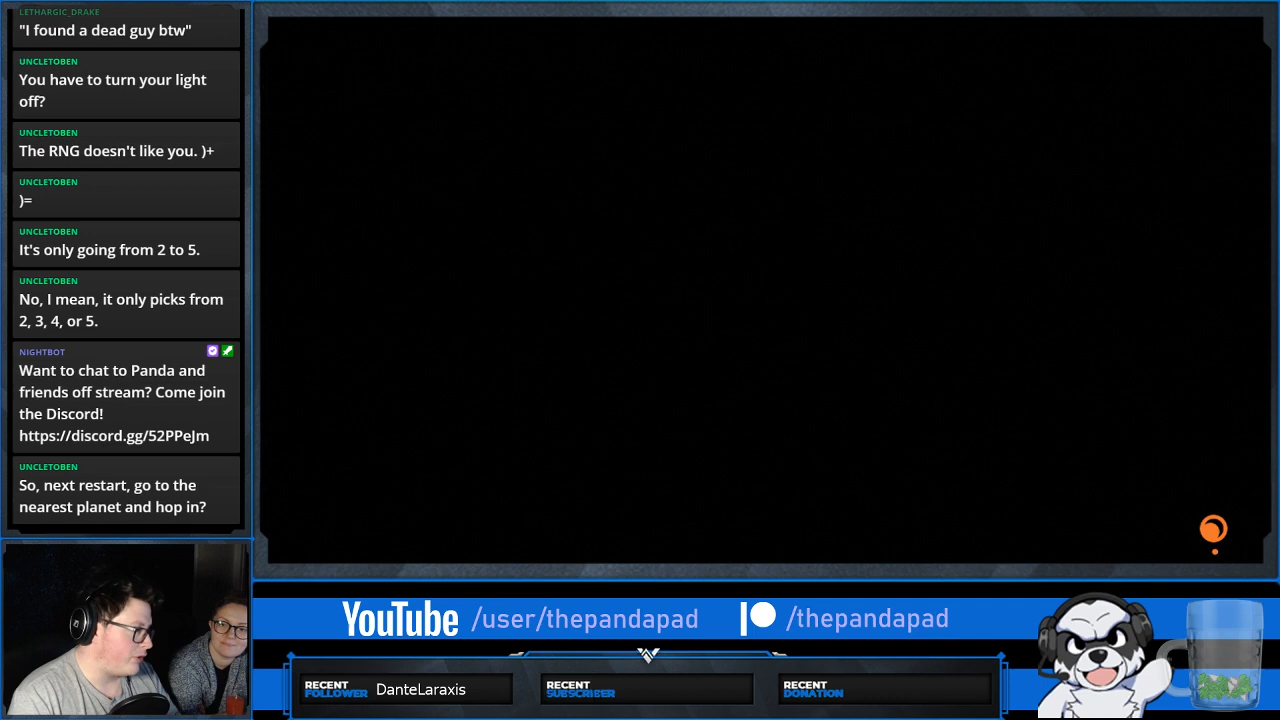 LETHARGIC_DRAKE
"I found a dead guy btw"
UNCLETOBEN
You have to turn your light
off?
UNCLETOBEN
The RNG doesn't like you. )+
UNCLETOBEN
)=
UNCLETOBEN
It's only going from 2 to 5.
UNCLETOBEN
No, I mean, it only picks from
2, 3, 4, or 5.
NIGHTBOT
Want to chat to Panda and
friends off stream? Come join
the Discord!
https://discord.gg/52PPeJm
UNCLETOBEN
So, next restart, go to the
nearest planet and hop in?
YouTube /user/thepandapad
/thepandapad
RECENT
FOLLOWER
DanteLaraxis
RECENT
SUBSCRIBER
RECENT
DONATION